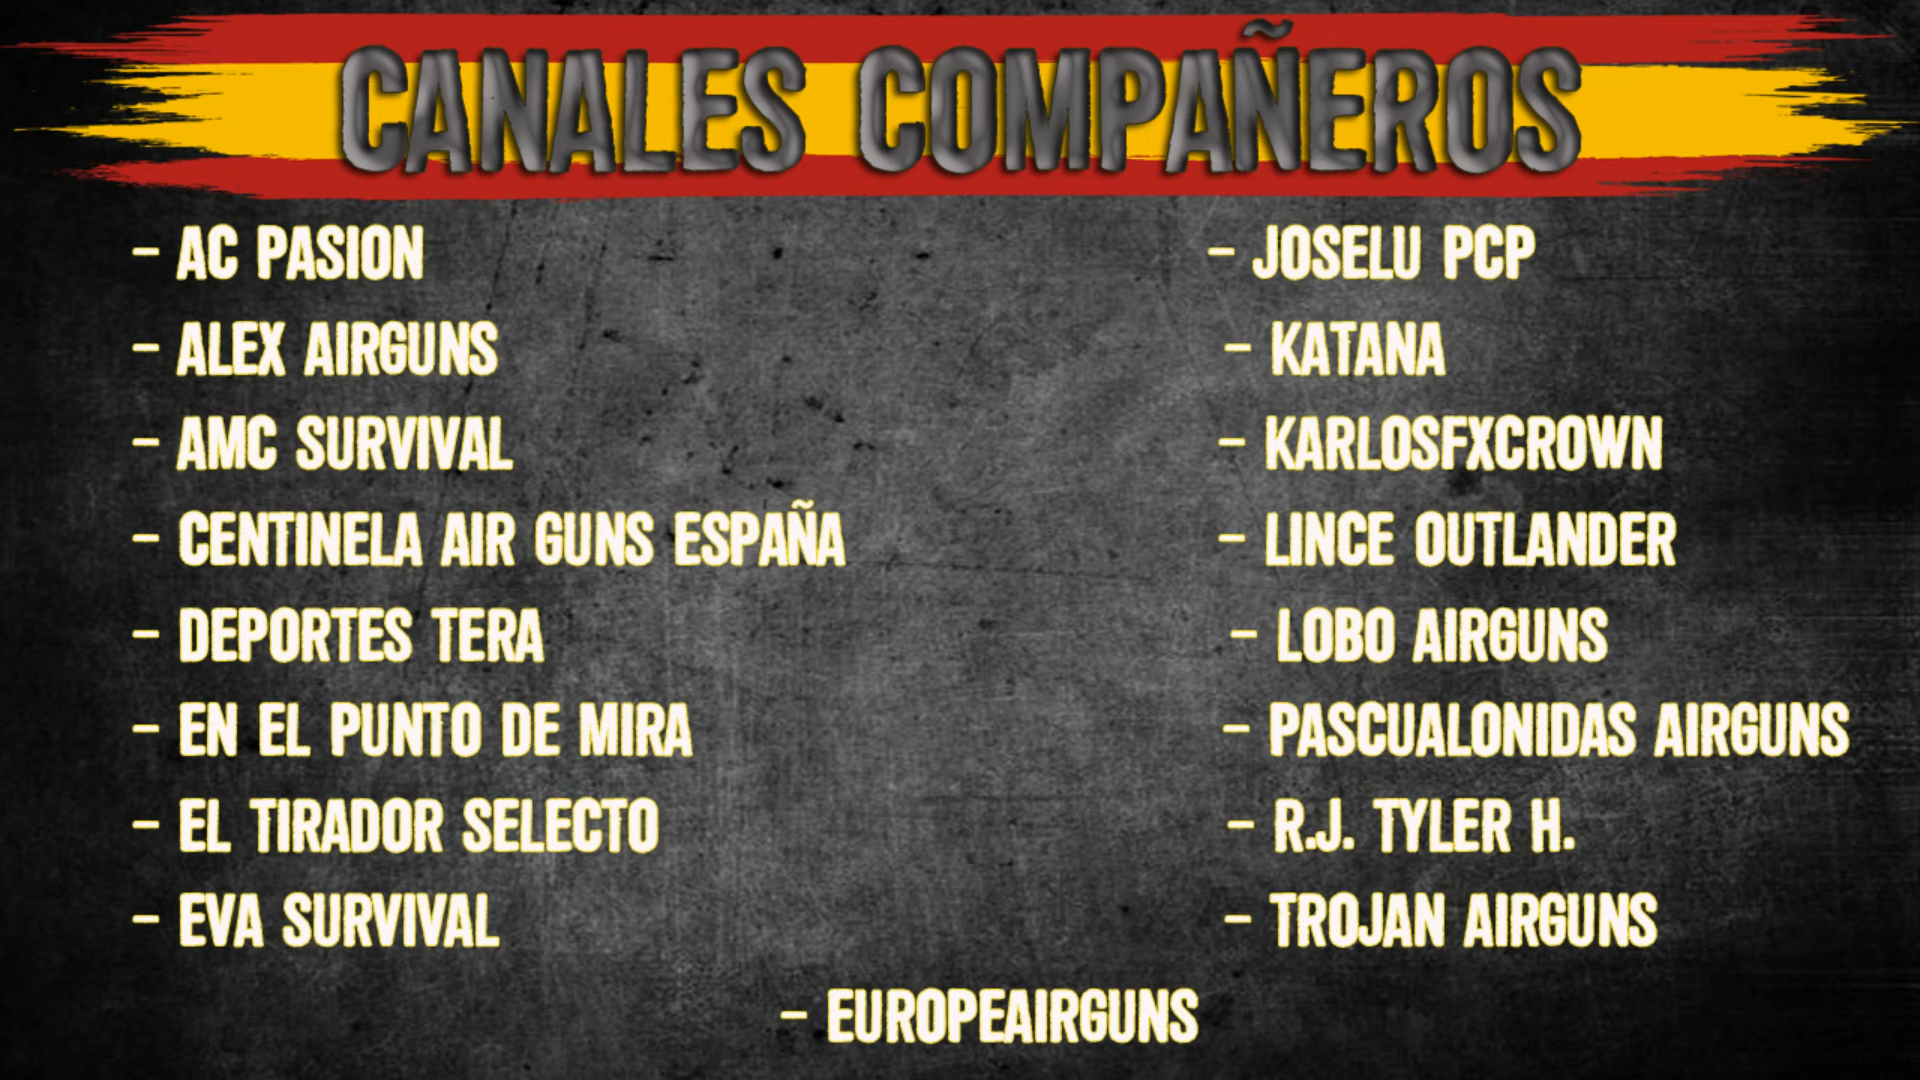 CANALES COMPAÑEROS
- AC PASION
- ALEX AIRGUNS
- AMC SURVIVAL
- CENTINELA AIR GUNS ESPAÑA
- DEPORTES TERA
- EN EL PUNTO DE MIRA
- EL TIRADOR SELECTO
- EVA SURVIVAL
- JOSELU PCP
- KATANA
- KARLOSFXCROWN
- LINCE OUTLANDER
- LOBO AIRGUNS
- PASCUALONIDAS AIRGUNS
- R.J. TYLER H.
- TROJAN AIRGUNS
- EUROPEAIRGUNS